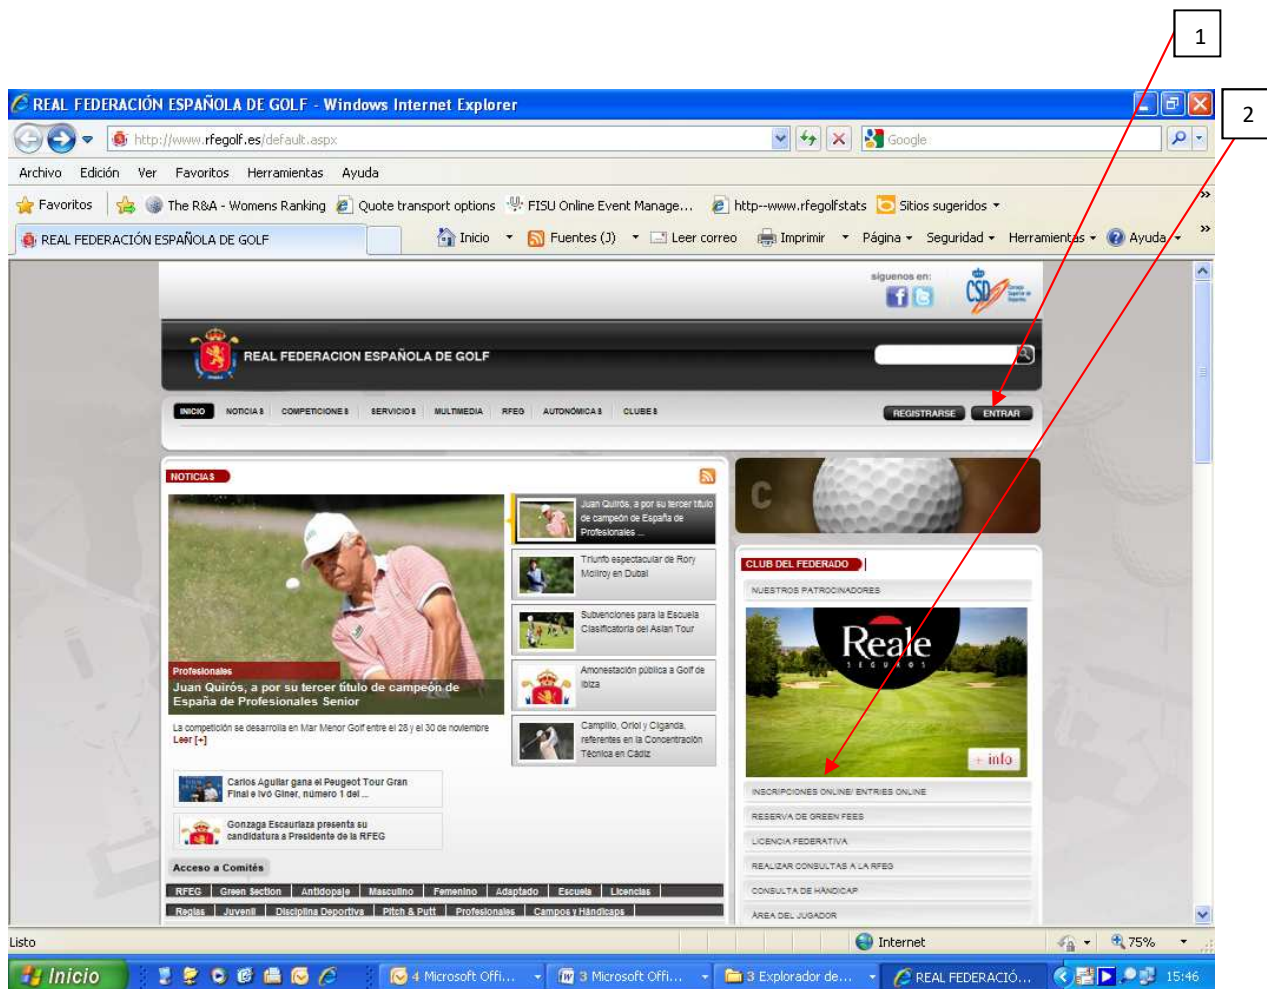 1
2
REAL FEDERACIÓN ESPAÑOLA DE GOLF - Windows Internet Explorer
http://www.rfegolf.es/default.aspx
Google
Archivo Edición Ver Favoritos Herramientas Ayuda
Favoritos The R&A - Womens Ranking Quote transport options FISU Online Event Manage... http--www.rfegolfstats Sitios sugeridos
REAL FEDERACIÓN ESPAÑOLA DE GOLF Inicio Fuentes (J) Leer correo Imprimir Página Seguridad Herramientas Ayuda
síguenos en:
CSD
REAL FEDERACION ESPAÑOLA DE GOLF
INICIO NOTICIAS COMPETICIONES SERVICIOS MULTIMEDIA RFEG AUTONÓMICAS CLUBES REGISTRARSE ENTRAR
NOTICIAS
Juan Quirós, a por su tercer título
de campeón de España de
Profesionales ...
Triunfo espectacular de Rory
McIlroy en Dubai
Subvenciones para la Escuela
Clasificatoria del Asian Tour
Amonestación pública a Golf de
Ibiza
Campillo, Oriol y Ciganda,
referentes en la Concentración
Técnica en Cádiz
Profesionales
Juan Quirós, a por su tercer título de campeón de
España de Profesionales Senior
La competición se desarrolla en Mar Menor Golf entre el 28 y el 30 de noviembre
Leer [+]
Carlos Aguilar gana el Peugeot Tour Gran
Final e Ivó Giner, número 1 del ...
Gonzaga Escauriaza presenta su
candidatura a Presidente de la RFEG
Acceso a Comités
RFEG Green Section Antidopaje Masculino Femenino Adaptado Escuela Licencias
Reglas Juvenil Disciplina Deportiva Pitch & Putt Profesionales Campos y Hándicaps
C
CLUB DEL FEDERADO
NUESTROS PATROCINADORES
Reale
SEGUROS
+ info
INSCRIPCIONES ONLINE/ ENTRIES ONLINE
RESERVA DE GREEN FEES
LICENCIA FEDERATIVA
REALIZAR CONSULTAS A LA RFEG
CONSULTA DE HÁNDICAP
ÁREA DEL JUGADOR
Listo Internet 75%
Inicio 4 Microsoft Offi... 3 Microsoft Offi... 3 Explorador de... REAL FEDERACIÓ... 15:46